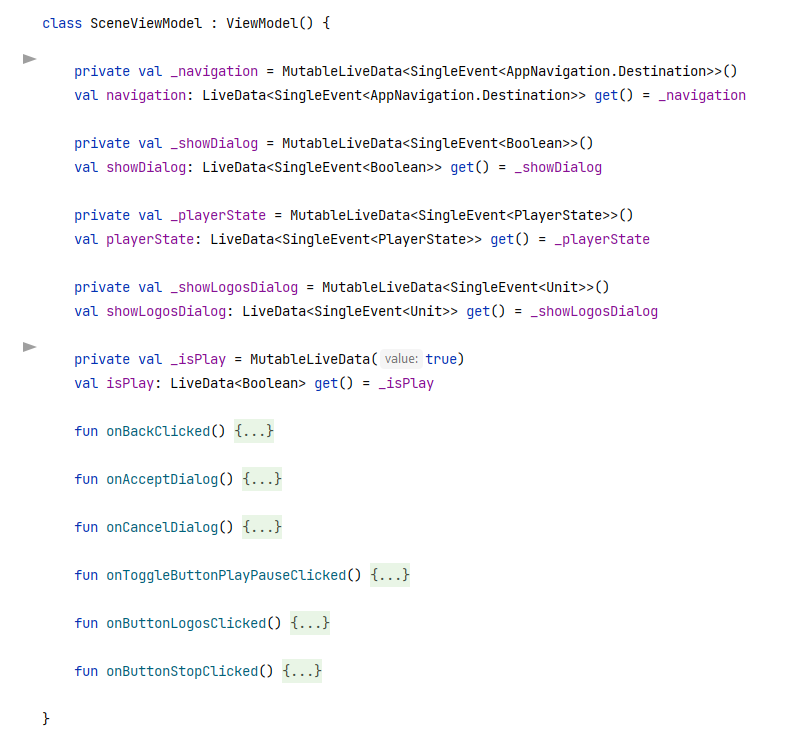 class SceneViewModel : ViewModel() {
private val _navigation = MutableLiveData<SingleEvent<AppNavigation.Destination>>()
val navigation: LiveData<SingleEvent<AppNavigation.Destination>> get() = _navigation
private val _showDialog = MutableLiveData<SingleEvent<Boolean>>()
val showDialog: LiveData<SingleEvent<Boolean>> get() = _showDialog
private val _playerState = MutableLiveData<SingleEvent<PlayerState>>()
val playerState: LiveData<SingleEvent<PlayerState>> get() = _playerState
private val _showLogosDialog = MutableLiveData<SingleEvent<Unit>>()
val showLogosDialog: LiveData<SingleEvent<Unit>> get() = _showLogosDialog
private val _isPlay = MutableLiveData( value: true)
val isPlay: LiveData<Boolean> get() = _isPlay
fun onBackClicked() {...}
fun onAcceptDialog() {...}
fun onCancelDialog() {...}
fun onToggleButtonPlayPauseClicked() {...}
fun onButtonLogosClicked() {...}
fun onButtonStopClicked() {...}
}